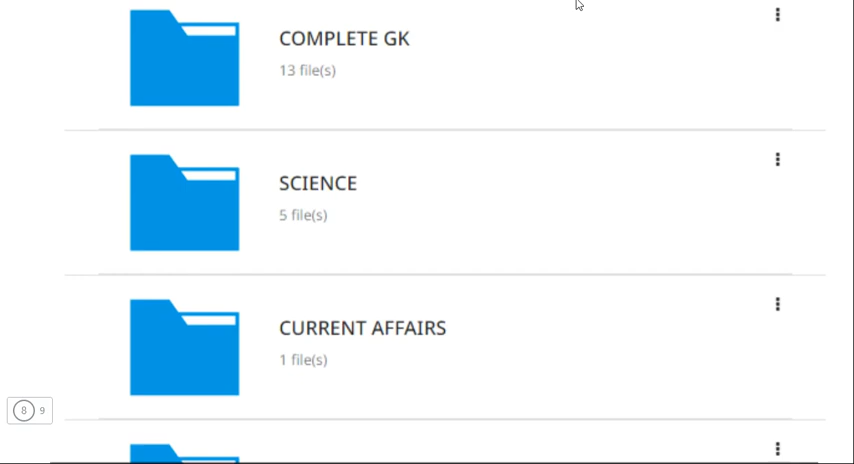 COMPLETE GK
13 file(s)
SCIENCE
5 file(s)
CURRENT AFFAIRS
1 file(s)
8 9